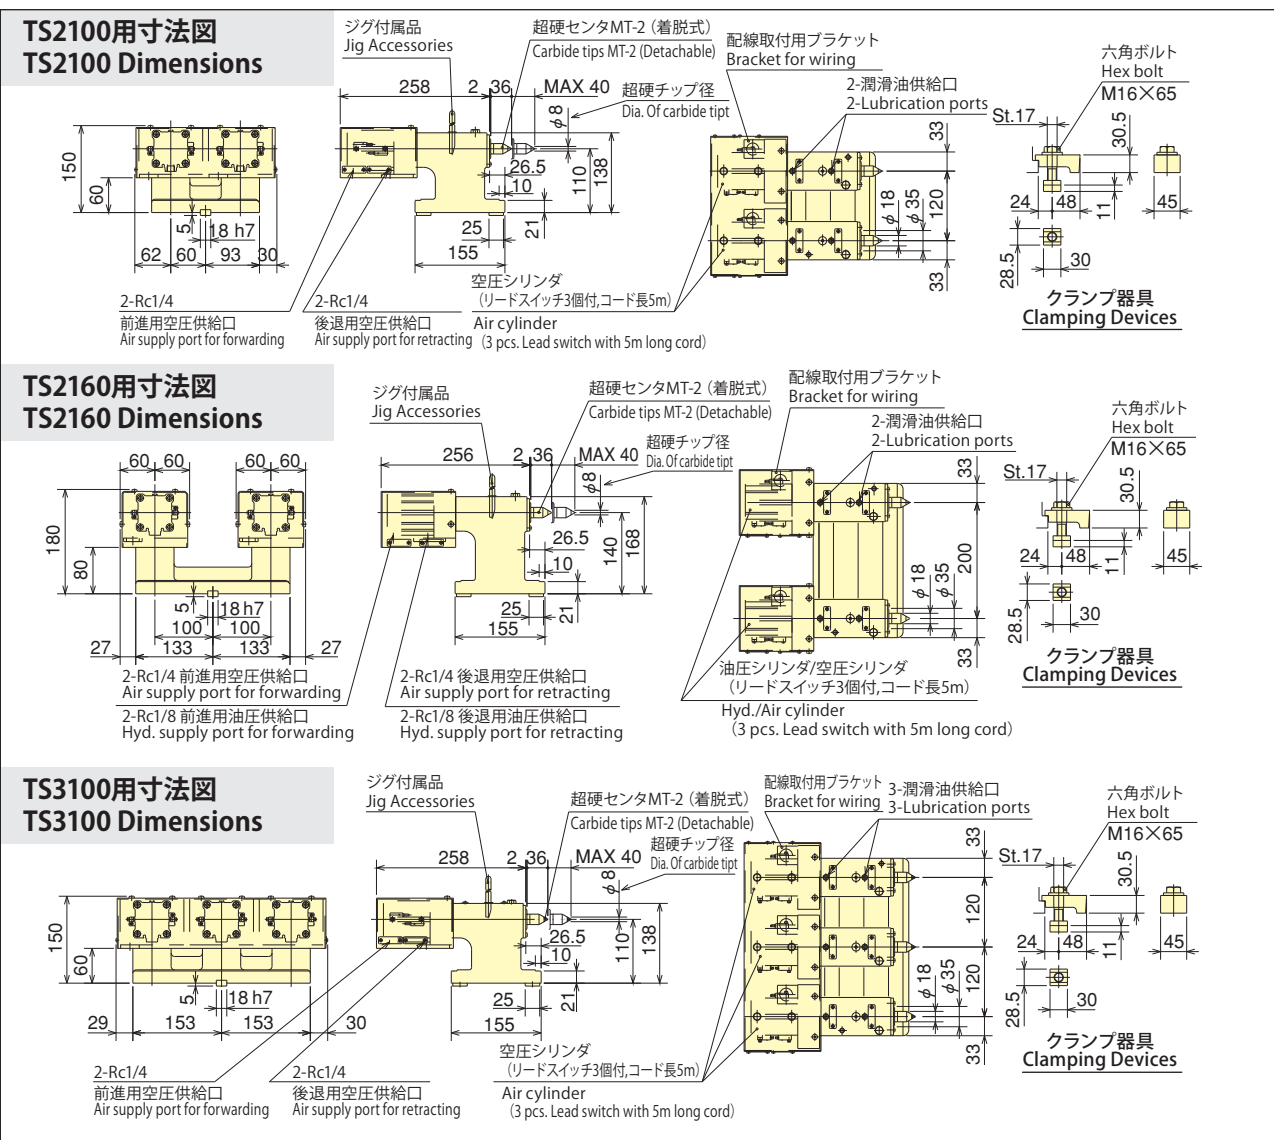 TS2100用寸法図
TS2100 Dimensions
ジグ付属品
Jig Accessories
超硬センタMT-2（着脱式）
Carbide tips MT-2 (Detachable)
配線取付用ブラケット
Bracket for wiring
六角ボルト
Hex bolt
M16×65
258
2
36
MAX 40
超硬チップ径
Dia. Of carbide tipt
φ8
2-潤滑油供給口
2-Lubrication ports
St.17
33
30.5
150
60
26.5
10
110
138
φ18
φ35
120
24
48
11
45
5
18 h7
25
21
62
60
93
30
155
33
28.5
30
空圧シリンダ
（リードスイッチ3個付,コード長5m）
Air cylinder
（3 pcs. Lead switch with 5m long cord）
2-Rc1/4
前進用空圧供給口
Air supply port for forwarding
2-Rc1/4
後退用空圧供給口
Air supply port for retracting
クランプ器具
Clamping Devices
TS2160用寸法図
TS2160 Dimensions
ジグ付属品
Jig Accessories
超硬センタMT-2（着脱式）
Carbide tips MT-2 (Detachable)
配線取付用ブラケット
Bracket for wiring
六角ボルト
Hex bolt
M16×65
超硬チップ径
Dia. Of carbide tipt
2-潤滑油供給口
2-Lubrication ports
60
60
60
60
256
2
36
MAX 40
φ8
33
St.17
30.5
180
80
26.5
10
140
168
200
φ18
φ35
24
48
11
45
5
18 h7
25
21
100
100
155
28.5
30
27
133
133
27
33
2-Rc1/4 前進用空圧供給口
Air supply port for forwarding
2-Rc1/8 前進用油圧供給口
Hyd. supply port for forwarding
2-Rc1/4 後退用空圧供給口
Air supply port for retracting
2-Rc1/8 後退用油圧供給口
Hyd. supply port for retracting
油圧シリンダ/空圧シリンダ
（リードスイッチ3個付,コード長5m）
Hyd./Air cylinder
（3 pcs. Lead switch with 5m long cord）
クランプ器具
Clamping Devices
TS3100用寸法図
TS3100 Dimensions
ジグ付属品
Jig Accessories
超硬センタMT-2（着脱式）
Carbide tips MT-2 (Detachable)
配線取付用ブラケット
Bracket for wiring
3-潤滑油供給口
3-Lubrication ports
六角ボルト
Hex bolt
M16×65
超硬チップ径
Dia. Of carbide tipt
258
2
36
MAX 40
φ8
33
St.17
30.5
150
60
26.5
10
110
138
120
120
φ18
φ35
24
48
11
45
5
18 h7
25
21
29
153
153
30
155
33
28.5
30
2-Rc1/4
前進用空圧供給口
Air supply port for forwarding
2-Rc1/4
後退用空圧供給口
Air supply port for retracting
空圧シリンダ
（リードスイッチ3個付,コード長5m）
Air cylinder
（3 pcs. Lead switch with 5m long cord）
クランプ器具
Clamping Devices